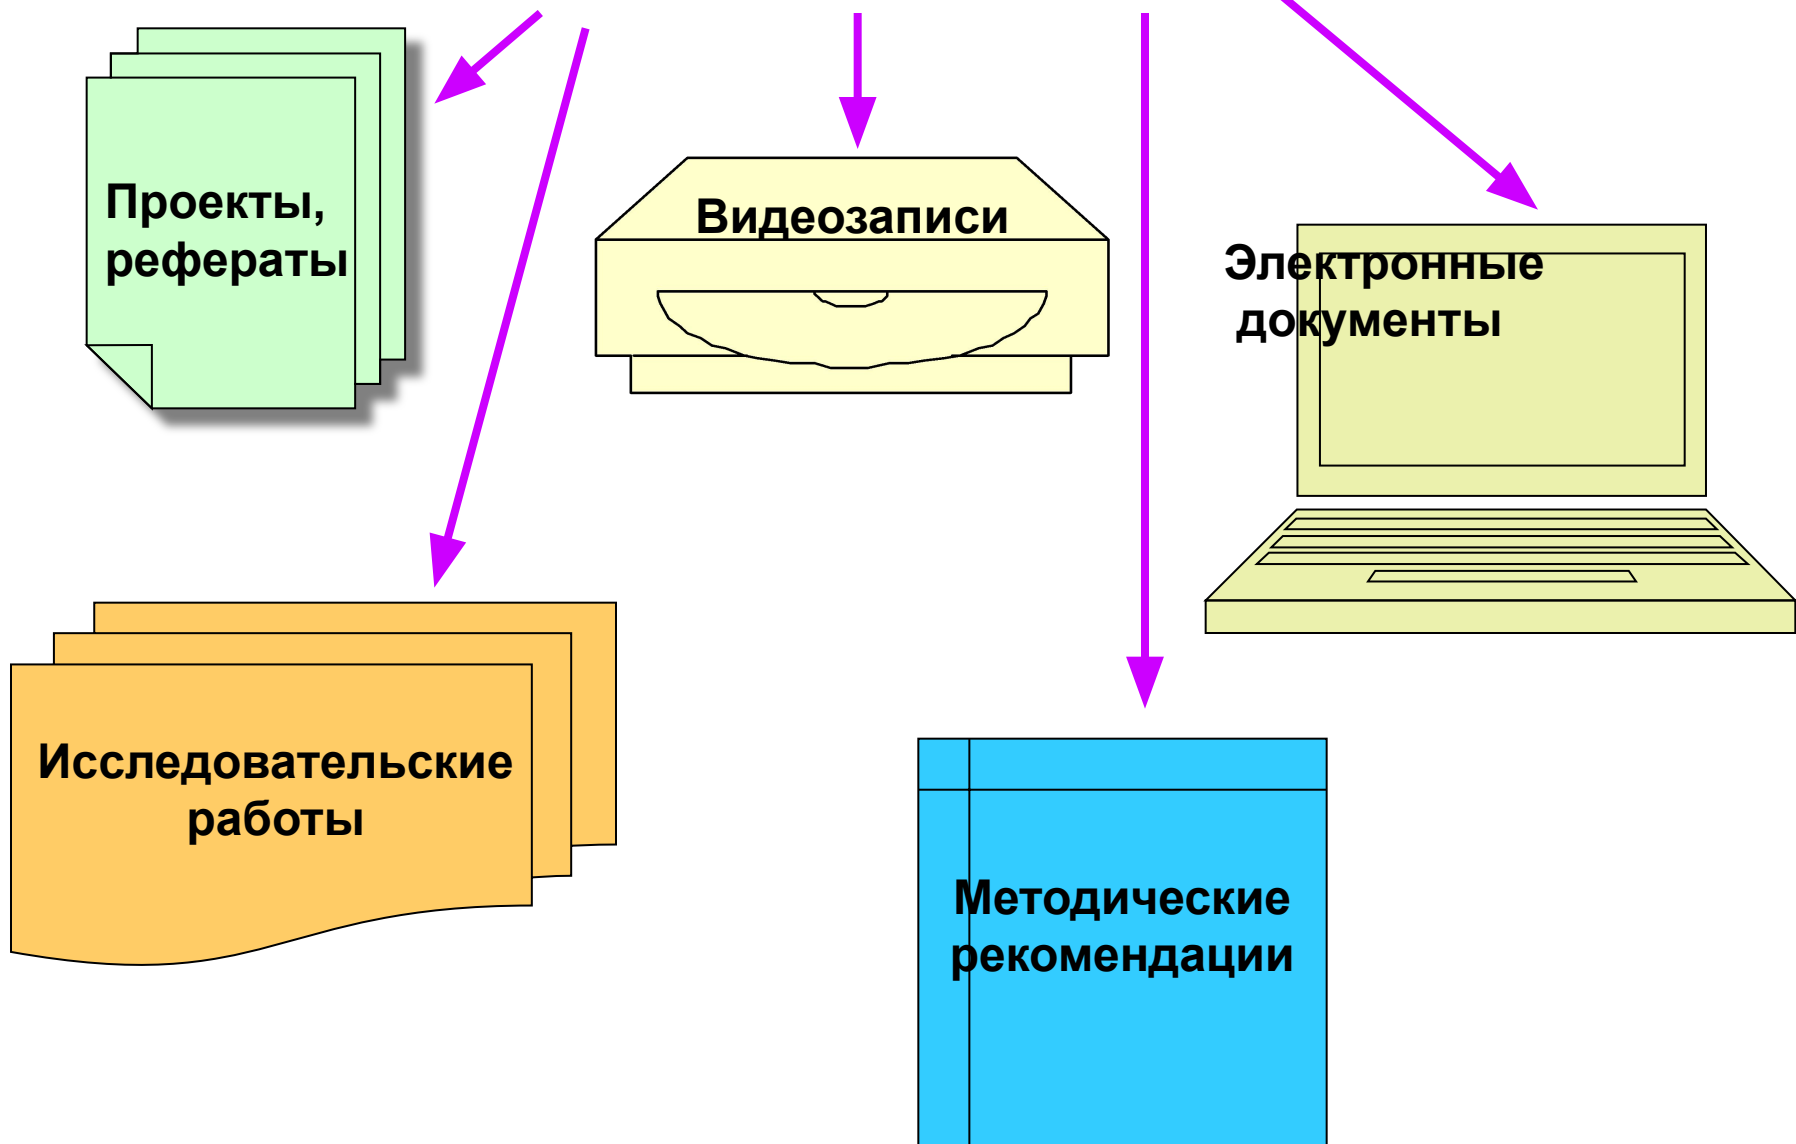 Проекты,
рефераты
Видеозаписи
Электронные
документы
Исследовательские
работы
Методические
рекомендации